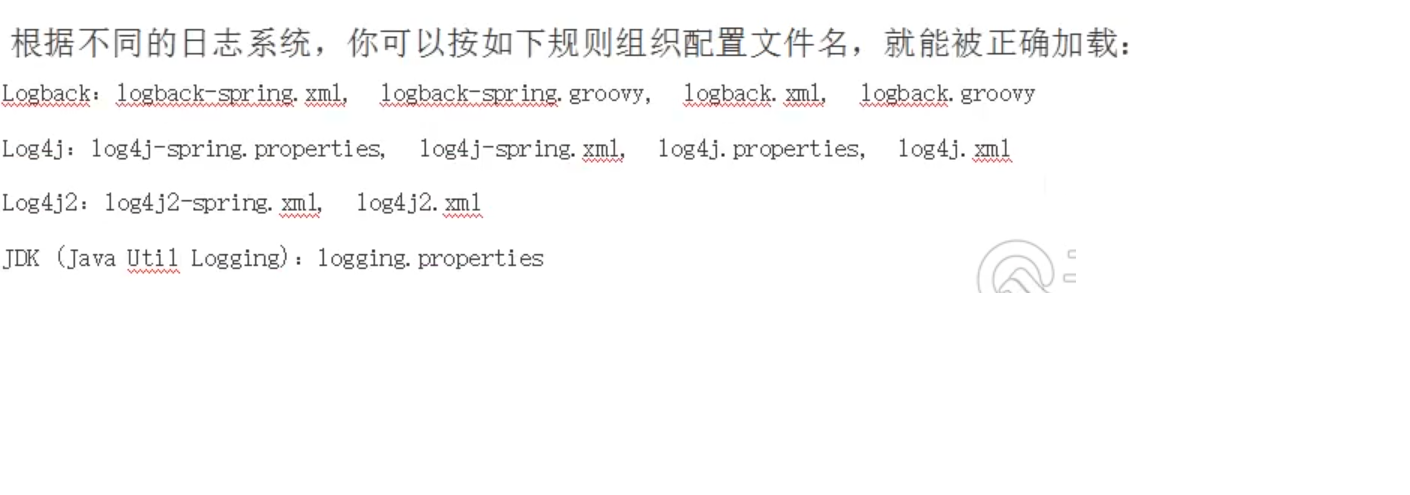 根据不同的日志系统，你可以按如下规则组织配置文件名，就能被正确加载：
Logback：logback-spring.xml, logback-spring.groovy, logback.xml, logback.groovy
Log4j：log4j-spring.properties, log4j-spring.xml, log4j.properties, log4j.xml
Log4j2：log4j2-spring.xml, log4j2.xml
JDK (Java Util Logging)：logging.properties